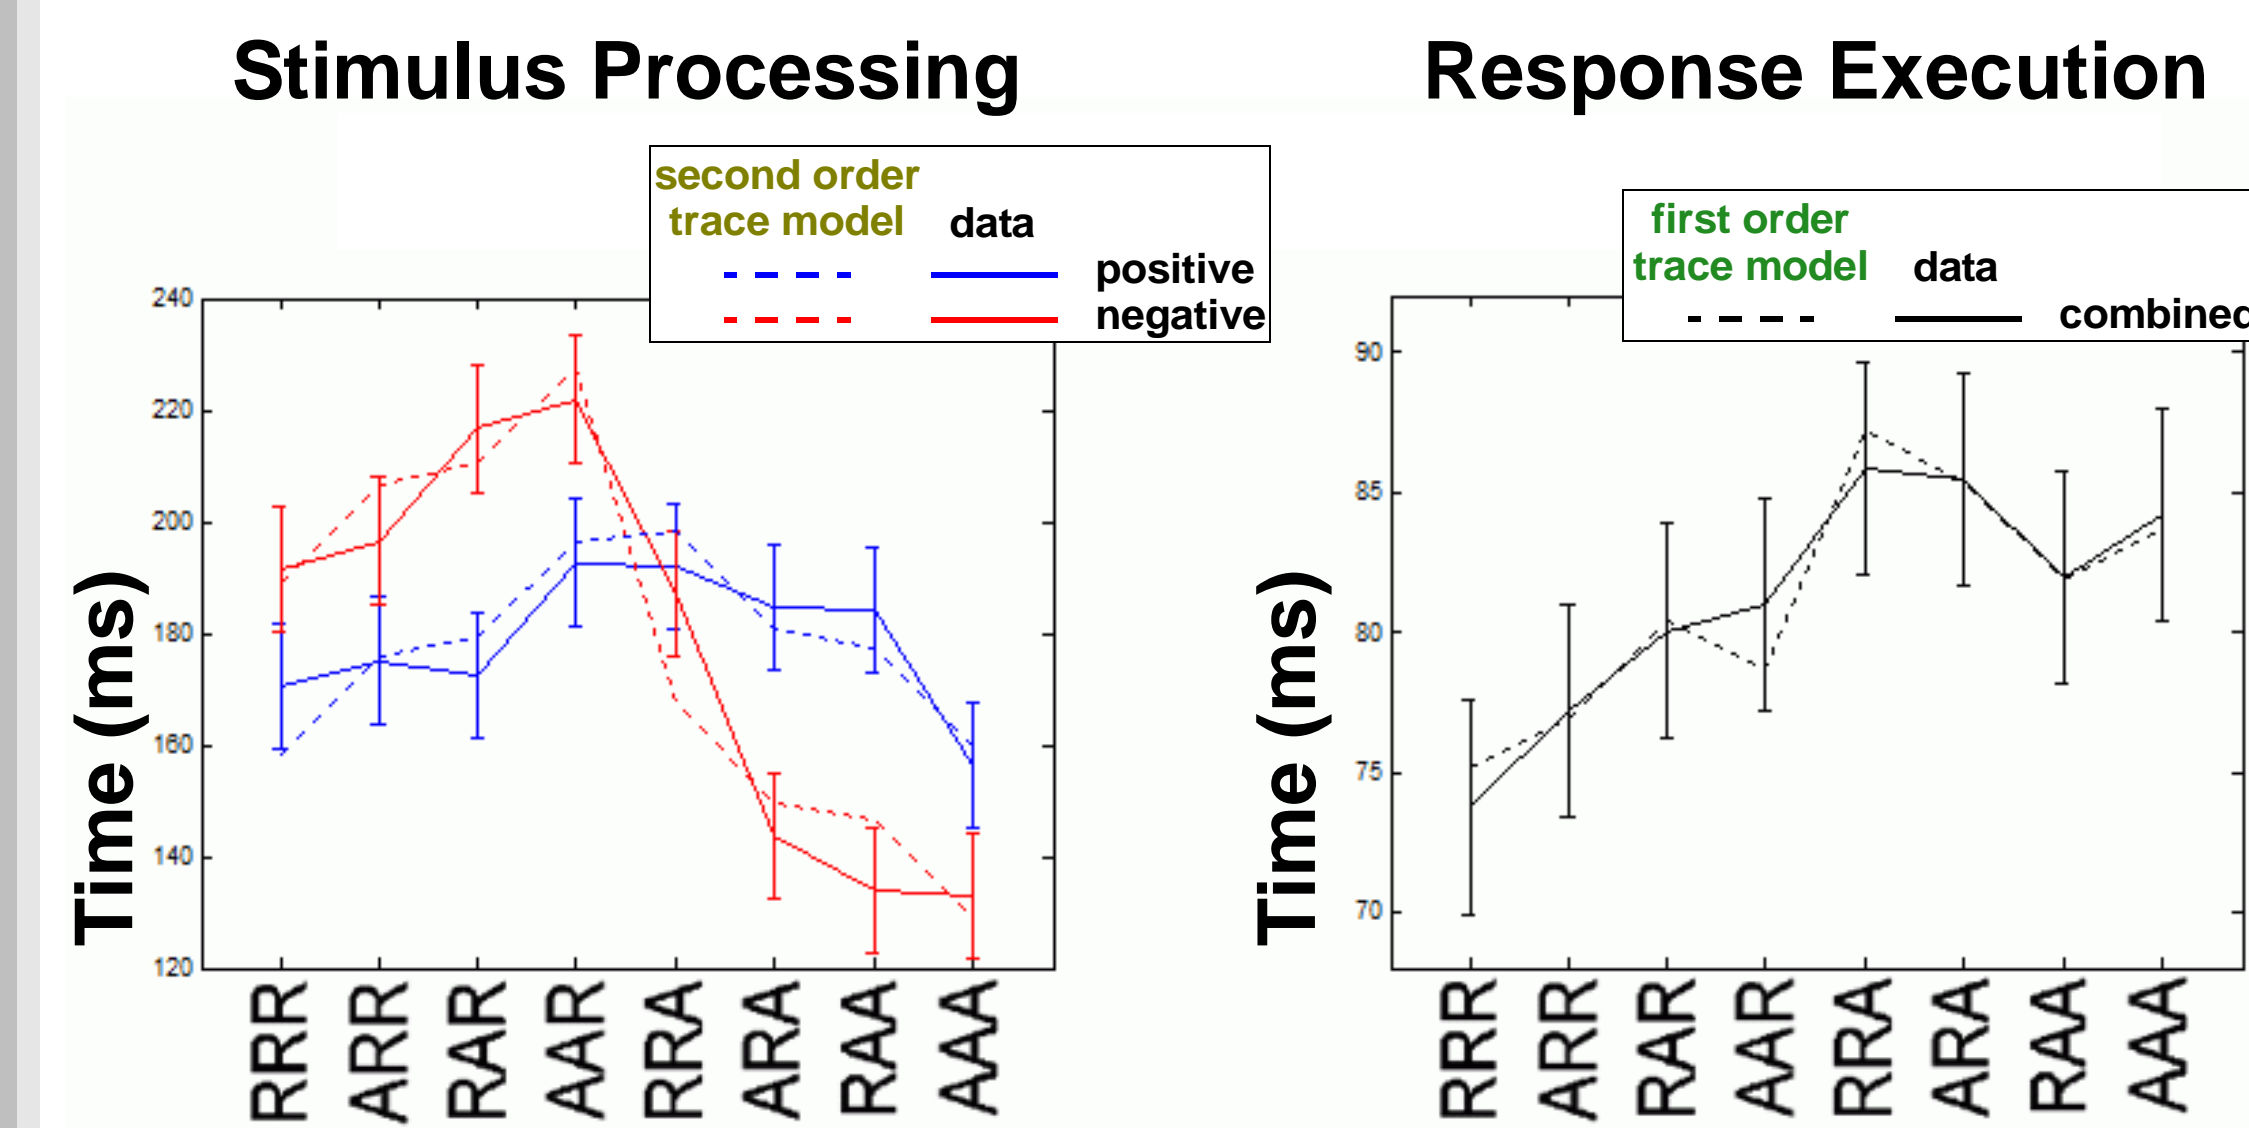 Stimulus Processing
second order
trace model data
positive
negative
240
220
200
180
160
140
120
Time (ms)
RRR ARR RAR AAR RRA ARA RAA AAA
Response Execution
first order
trace model data
combined
90
85
80
75
70
Time (ms)
RRR ARR RAR AAR RRA ARA RAA AAA